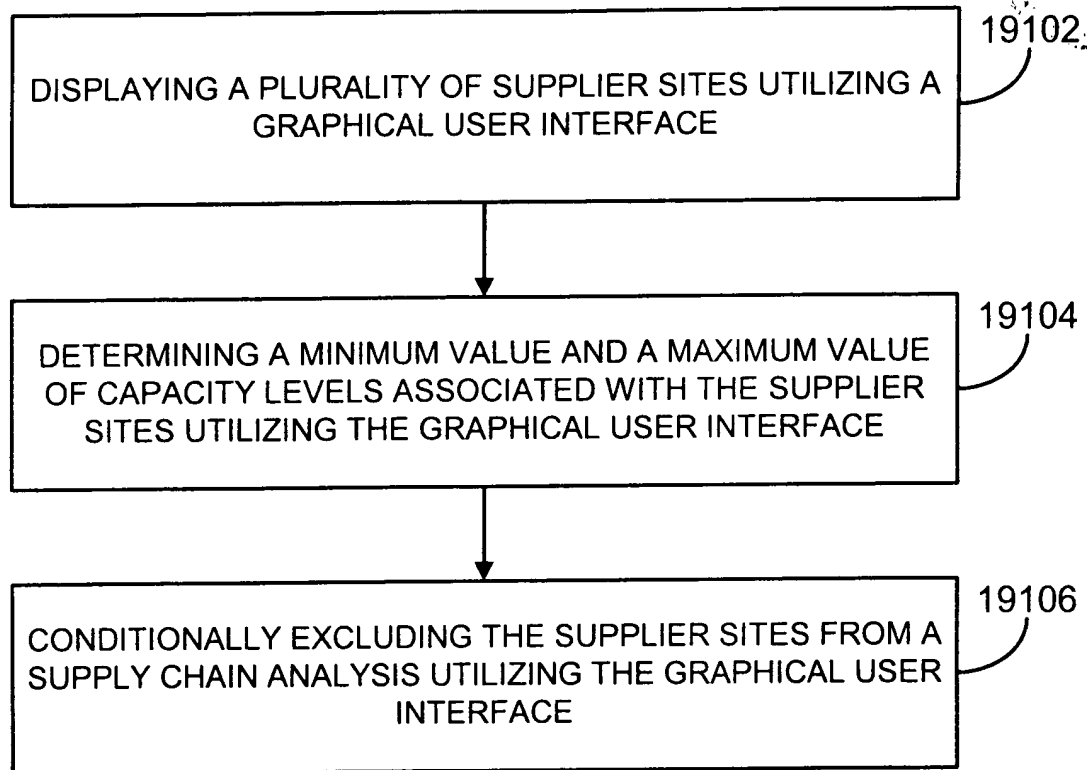 19102
DISPLAYING A PLURALITY OF SUPPLIER SITES UTILIZING A
GRAPHICAL USER INTERFACE
19104
DETERMINING A MINIMUM VALUE AND A MAXIMUM VALUE
OF CAPACITY LEVELS ASSOCIATED WITH THE SUPPLIER
SITES UTILIZING THE GRAPHICAL USER INTERFACE
19106
CONDITIONALLY EXCLUDING THE SUPPLIER SITES FROM A
SUPPLY CHAIN ANALYSIS UTILIZING THE GRAPHICAL USER
INTERFACE